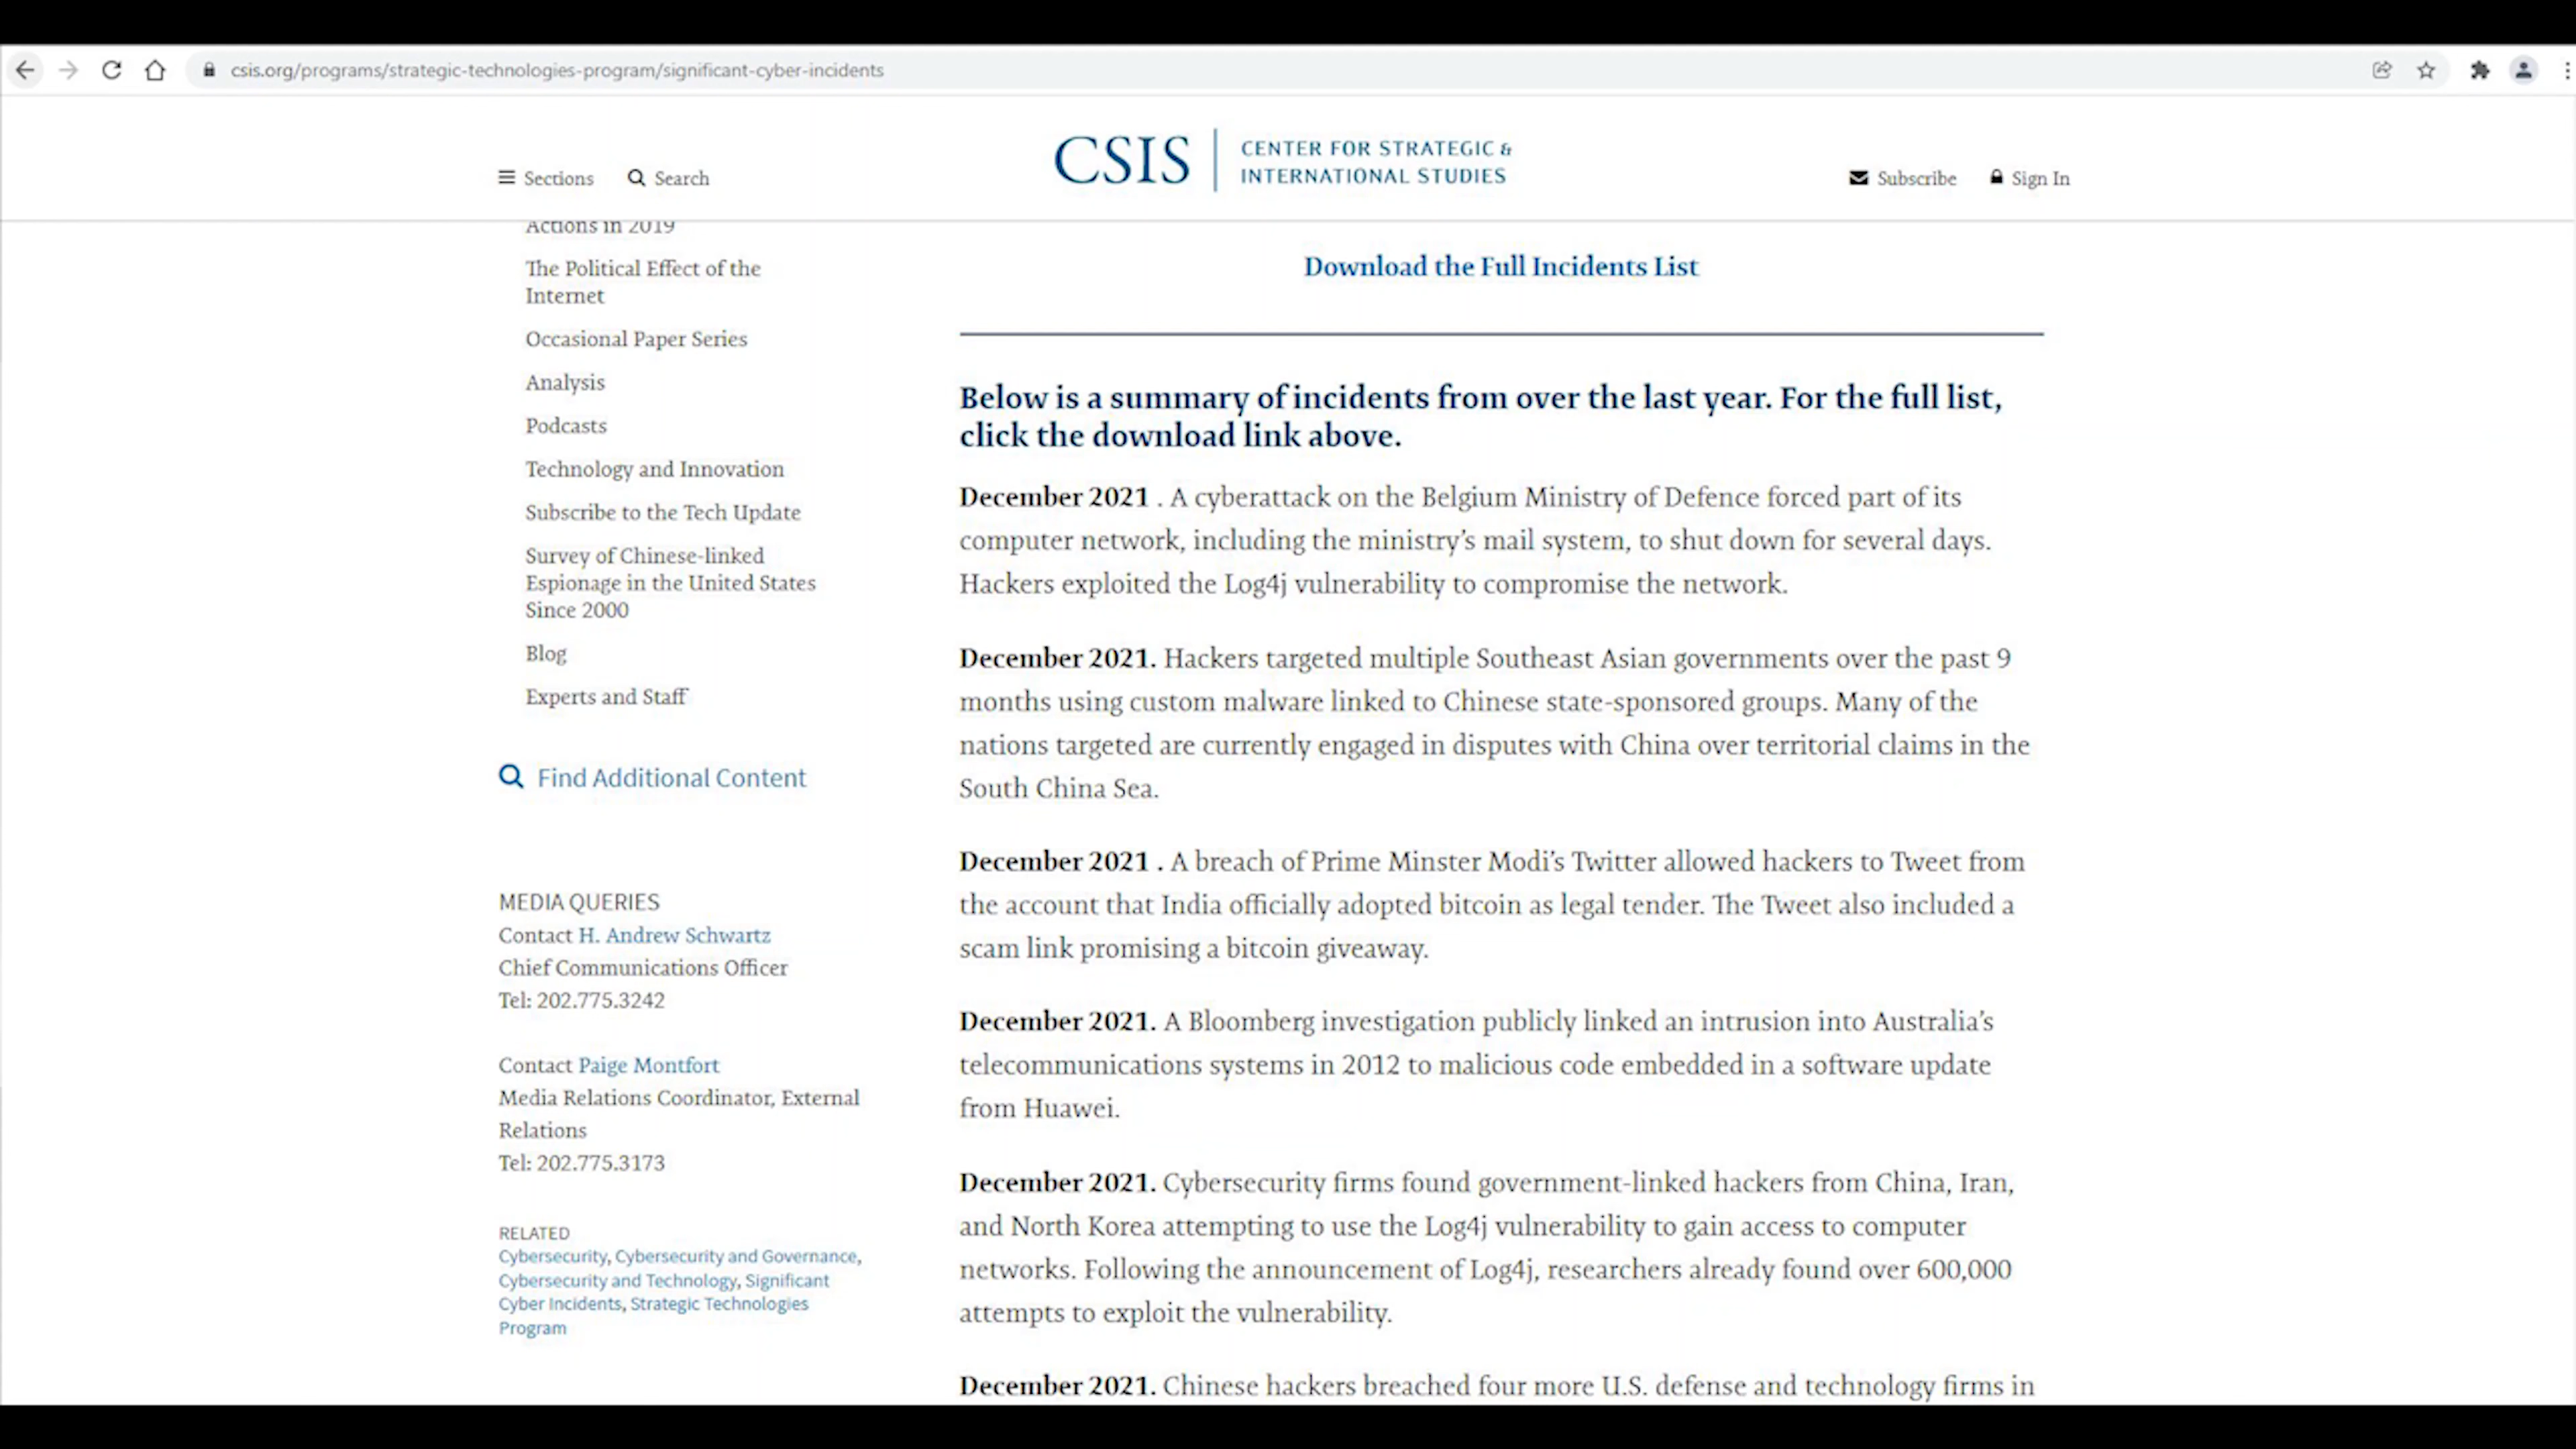 csis.org/programs/strategic-technologies-program/significant-cyber-incidents
Sections
Search
CSIS
CENTER FOR STRATEGIC &
INTERNATIONAL STUDIES
Subscribe
Sign In
Actions in 2019
The Political Effect of the
Internet
Occasional Paper Series
Analysis
Podcasts
Technology and Innovation
Subscribe to the Tech Update
Survey of Chinese-linked
Espionage in the United States
Since 2000
Blog
Experts and Staff
Find Additional Content
MEDIA QUERIES
Contact H. Andrew Schwartz
Chief Communications Officer
Tel: 202.775.3242
Contact Paige Montfort
Media Relations Coordinator, External
Relations
Tel: 202.775.3173
RELATED
Cybersecurity, Cybersecurity and Governance,
Cybersecurity and Technology, Significant
Cyber Incidents, Strategic Technologies
Program
Download the Full Incidents List
Below is a summary of incidents from over the last year. For the full list,
click the download link above.
December 2021 . A cyberattack on the Belgium Ministry of Defence forced part of its
computer network, including the ministry's mail system, to shut down for several days.
Hackers exploited the Log4j vulnerability to compromise the network.
December 2021. Hackers targeted multiple Southeast Asian governments over the past 9
months using custom malware linked to Chinese state-sponsored groups. Many of the
nations targeted are currently engaged in disputes with China over territorial claims in the
South China Sea.
December 2021 . A breach of Prime Minster Modi's Twitter allowed hackers to Tweet from
the account that India officially adopted bitcoin as legal tender. The Tweet also included a
scam link promising a bitcoin giveaway.
December 2021. A Bloomberg investigation publicly linked an intrusion into Australia's
telecommunications systems in 2012 to malicious code embedded in a software update
from Huawei.
December 2021. Cybersecurity firms found government-linked hackers from China, Iran,
and North Korea attempting to use the Log4j vulnerability to gain access to computer
networks. Following the announcement of Log4j, researchers already found over 600,000
attempts to exploit the vulnerability.
December 2021. Chinese hackers breached four more U.S. defense and technology firms in